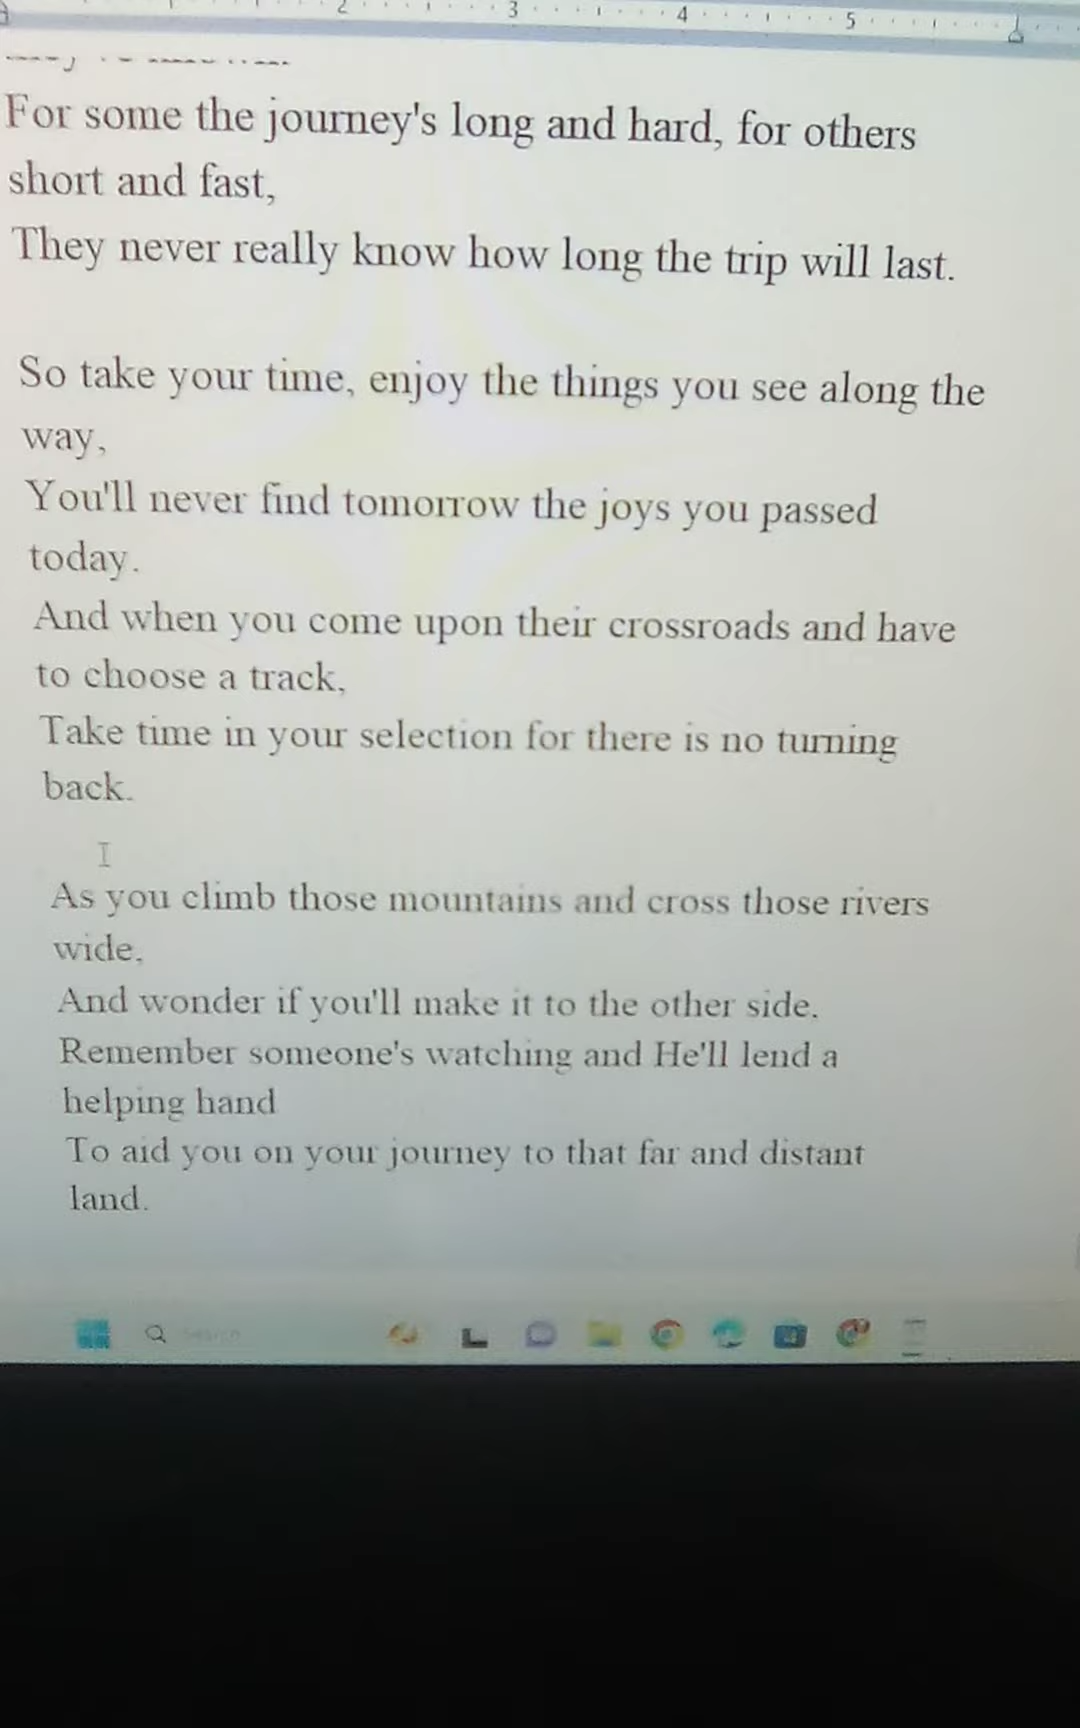 2 3 4 5
For some the journey's long and hard, for others
short and fast,
They never really know how long the trip will last.
So take your time, enjoy the things you see along the
way,
You'll never find tomorrow the joys you passed
today.
And when you come upon their crossroads and have
to choose a track,
Take time in your selection for there is no turning
back.
As you climb those mountains and cross those rivers
wide,
And wonder if you'll make it to the other side.
Remember someone's watching and He'll lend a
helping hand
To aid you on your journey to that far and distant
land.
Search